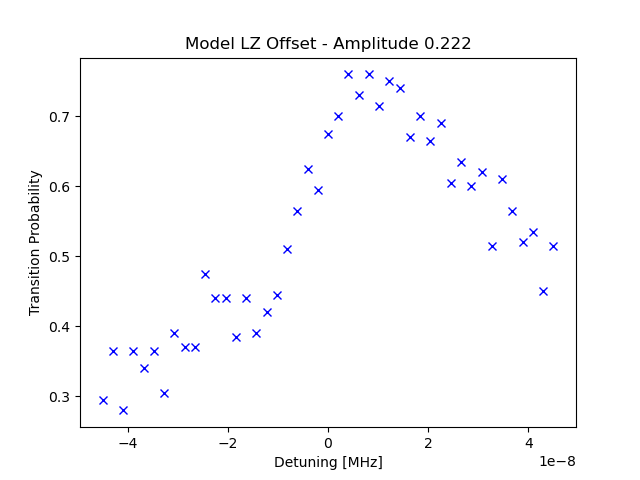 Model LZ Offset - Amplitude 0.222
Transition Probability
0.7
0.6
0.5
0.4
0.3
−4 −2 0 2 4
1e−8
Detuning [MHz]